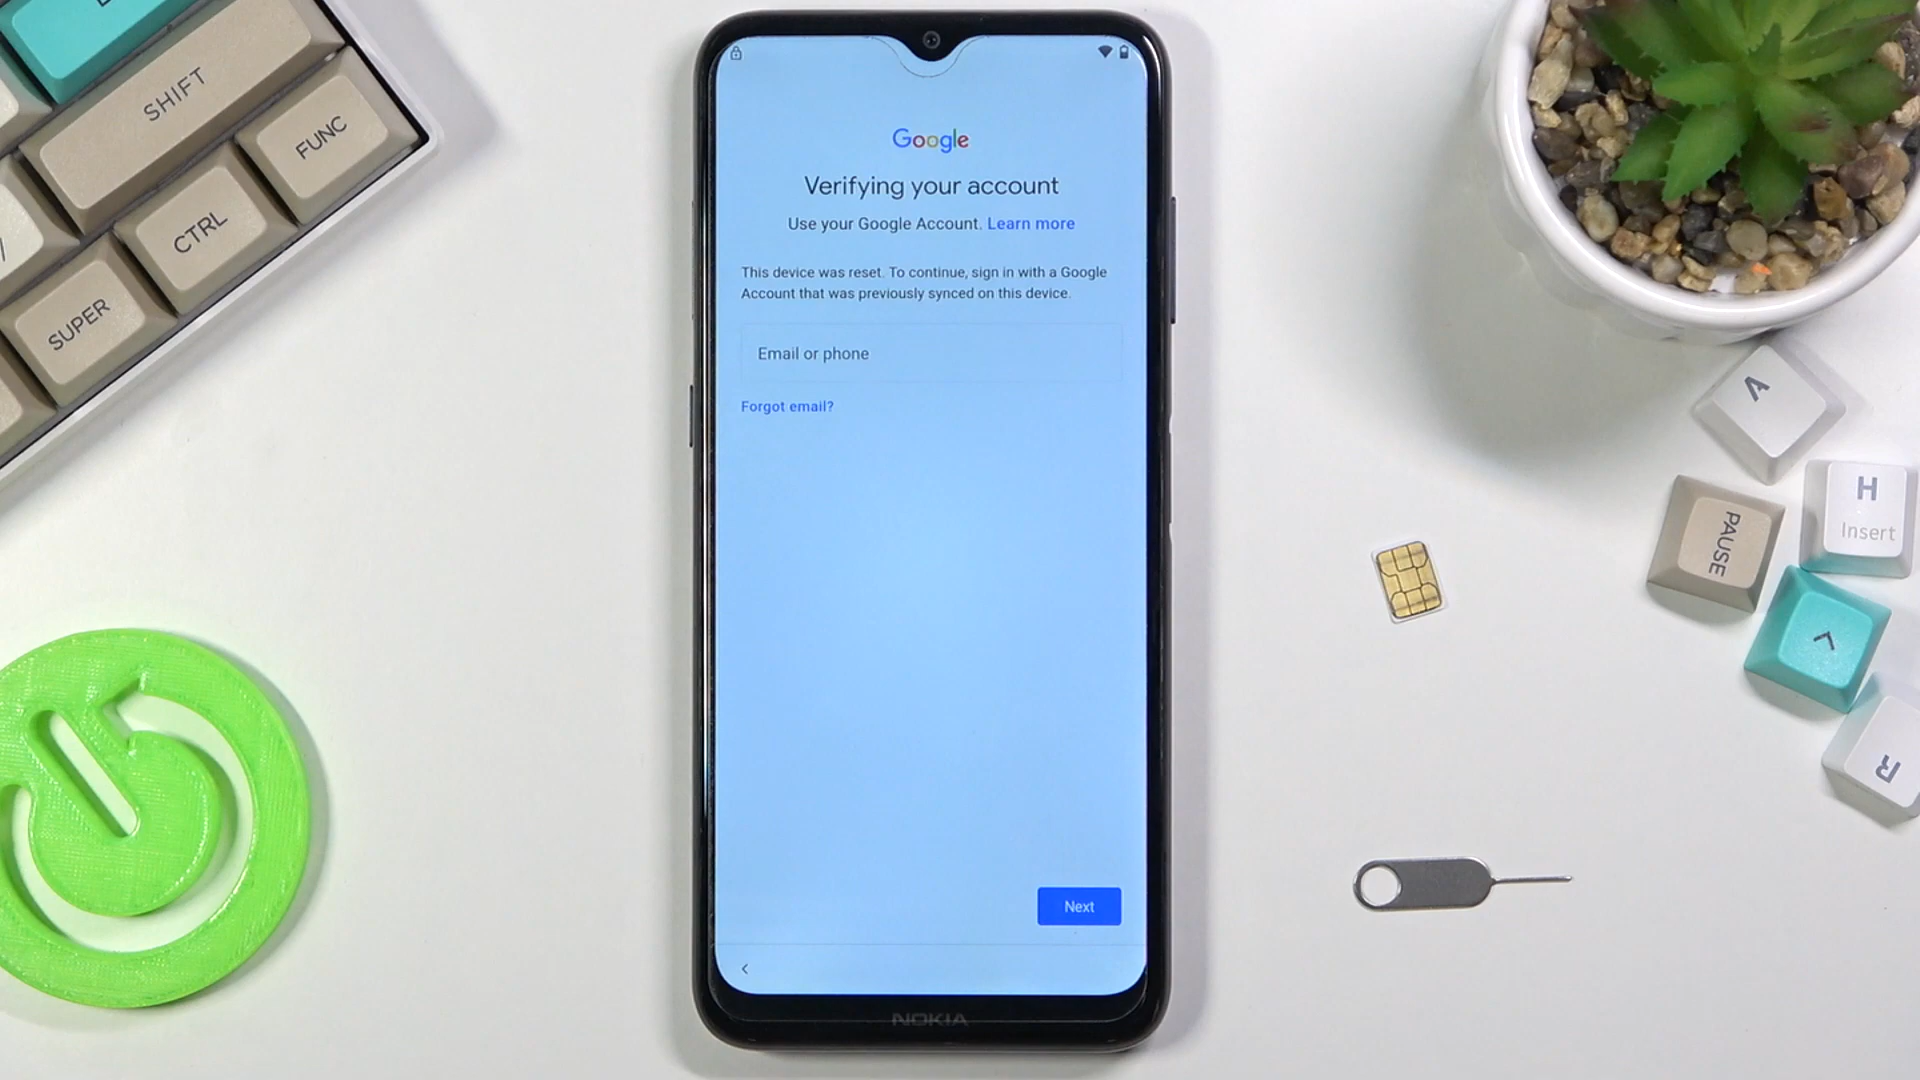 SHIFT
FUNC
CTRL
SUPER
Google
Verifying your account
Use your Google Account. Learn more
This device was reset. To continue, sign in with a Google
Account that was previously synced on this device.
Email or phone
Forgot email?
Next
NOKIA
V
H
Insert
PAUSE
R